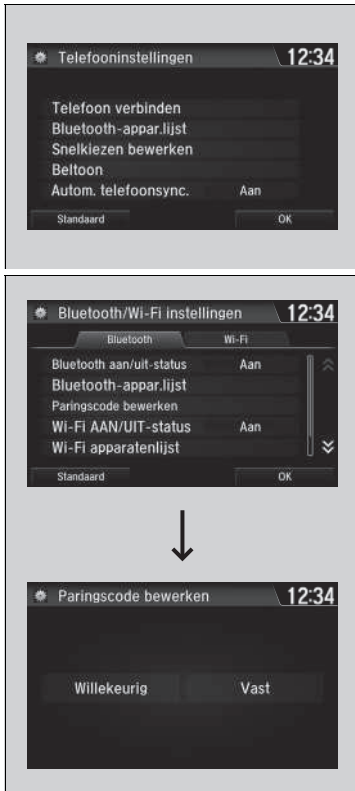 Telefooninstellingen 12:34
Telefoon verbinden
Bluetooth-appar.lijst
Snelkiezen bewerken
Beltoon
Autom. telefoonsync. Aan
Standaard OK
Bluetooth/Wi-Fi instellingen 12:34
Bluetooth Wi-Fi
Bluetooth aan/uit-status Aan
Bluetooth-appar.lijst
Paringscode bewerken
Wi-Fi AAN/UIT-status Aan
Wi-Fi apparatenlijst
Standaard OK
Paringscode bewerken 12:34
Willekeurig Vast